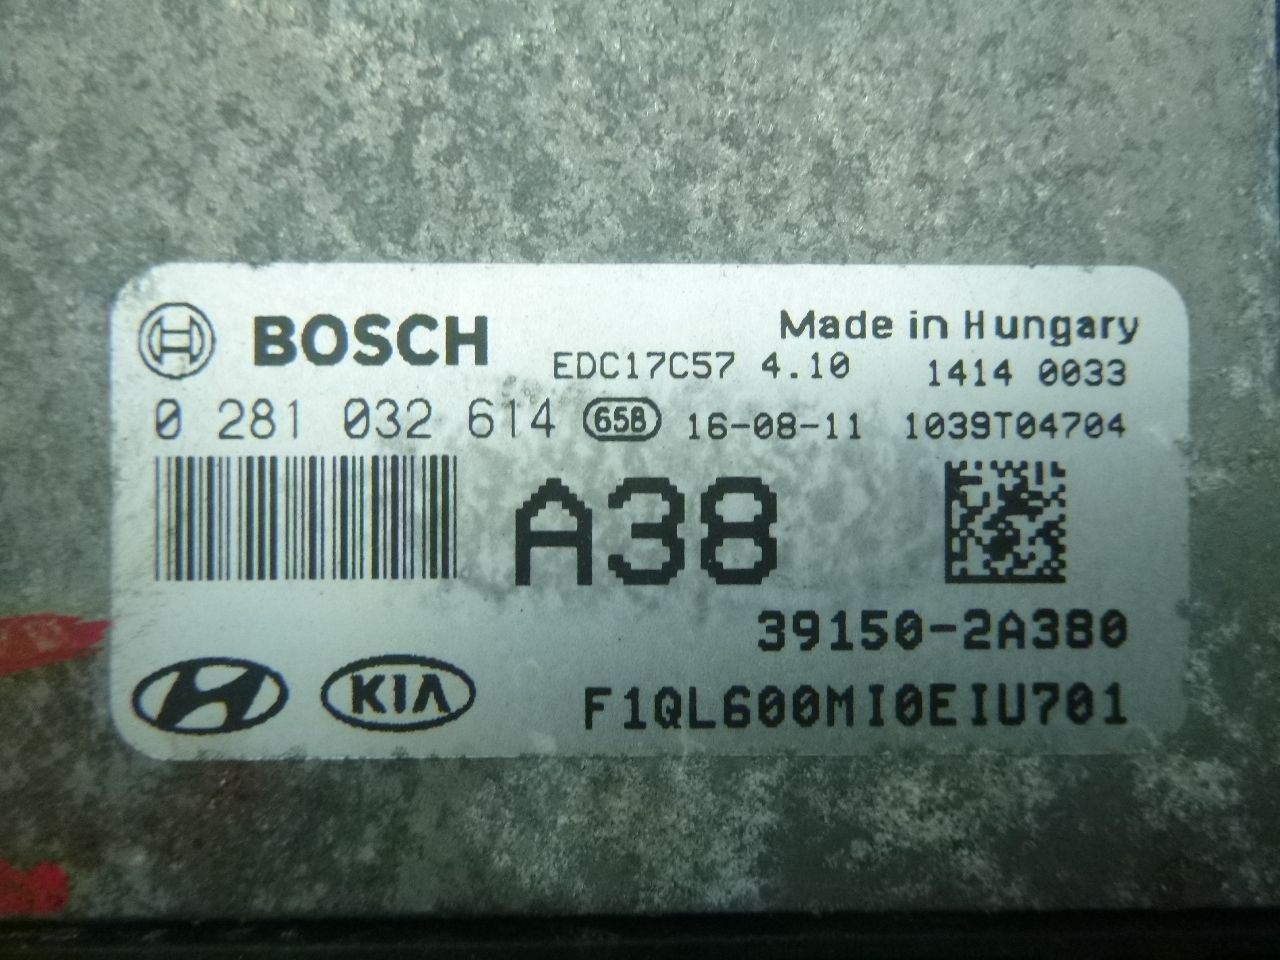 BOSCH
Made in Hungary
EDC17C57 4.10 1414 0033
0 281 032 614 65B 16-08-11 1039T04704
A38
39150-2A380
KIA F1QL600MI0EIU701